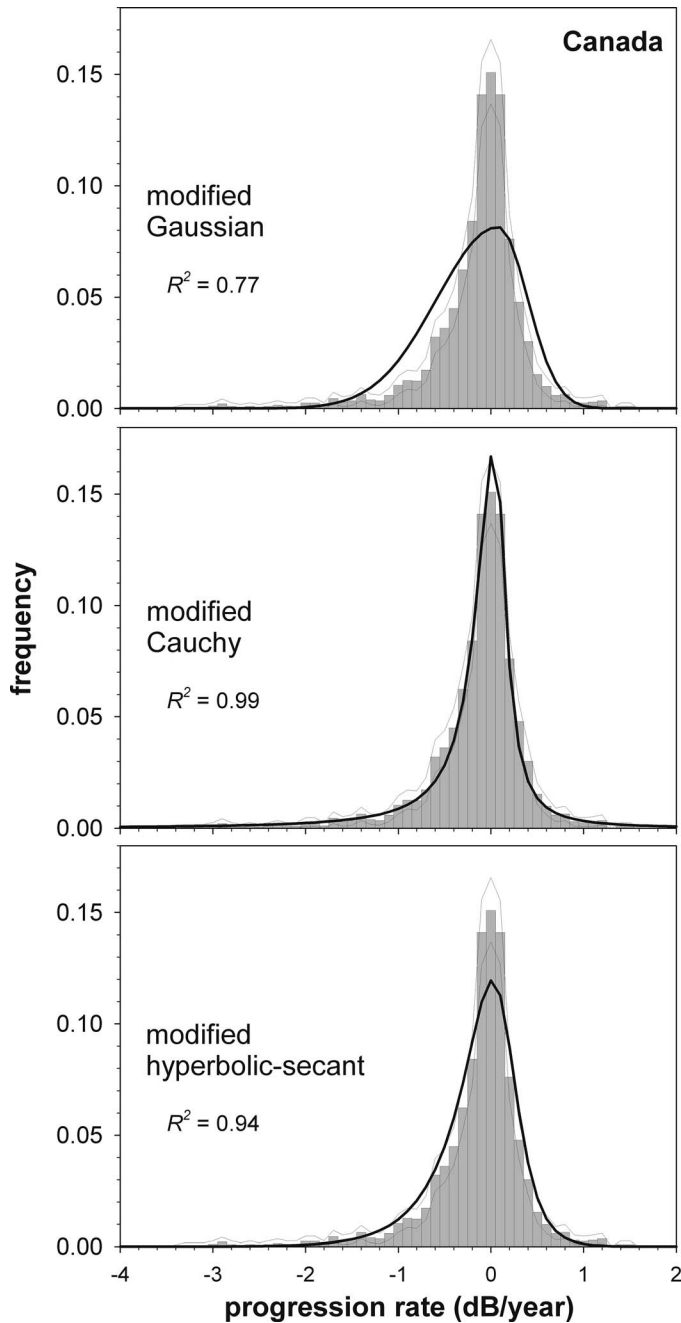 Canada
0.15
modified
Gaussian
0.10
R² = 0.77
0.05
0.00
0.15
modified
Cauchy
0.10
R² = 0.99
0.05
0.00
frequency
0.15
modified
hyperbolic-secant
0.10
R² = 0.94
0.05
0.00
-4 -3 -2 -1 0 1 2
progression rate (dB/year)